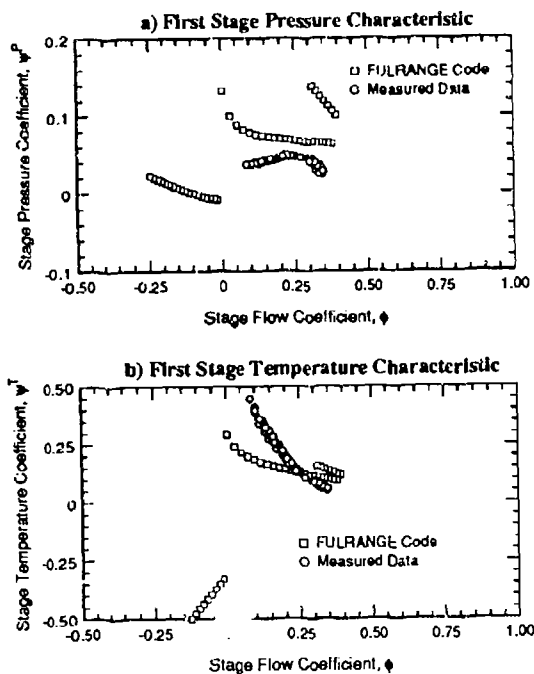 a) First Stage Pressure Characteristic
Stage Pressure Coefficient, ψP
0.2
0.1
0
-0.1
□ FULRANGE Code
○ Measured Data
-0.50
-0.25
0
0.25
0.50
0.75
1.00
Stage Flow Coefficient, ϕ
b) First Stage Temperature Characteristic
Stage Temperature Coefficient, ψT
0.50
0.25
0
-0.25
-0.50
□ FULRANGE Code
○ Measured Data
-0.50
-0.25
0.25
0.50
0.75
1.00
Stage Flow Coefficient, ϕ